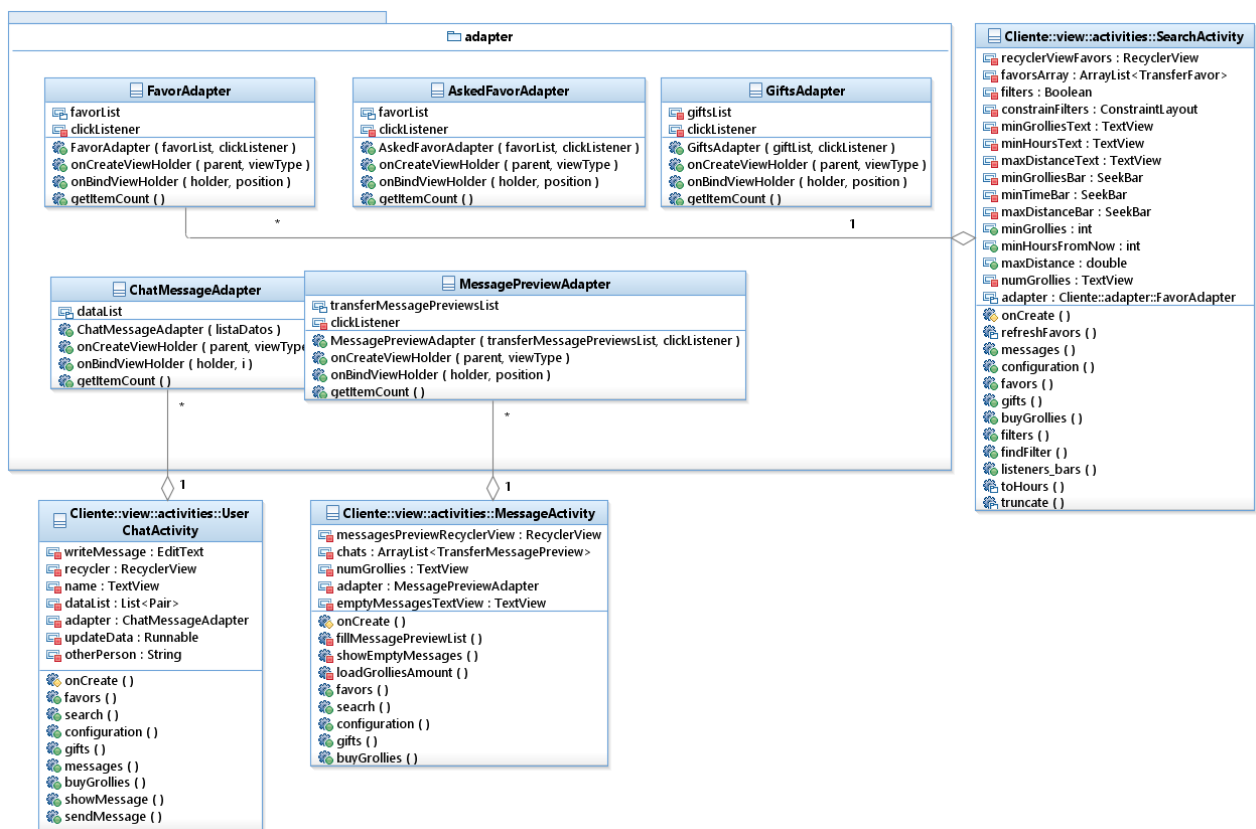 adapter
FavorAdapter
favorList
clickListener
FavorAdapter ( favorList, clickListener )
onCreateViewHolder ( parent, viewType )
onBindViewHolder ( holder, position )
getItemCount ( )
AskedFavorAdapter
favorList
clickListener
AskedFavorAdapter ( favorList, clickListener )
onCreateViewHolder ( parent, viewType )
onBindViewHolder ( holder, position )
getItemCount ( )
GiftsAdapter
giftsList
clickListener
GiftsAdapter ( giftList, clickListener )
onCreateViewHolder ( parent, viewType )
onBindViewHolder ( holder, position )
getItemCount ( )
*
1
ChatMessageAdapter
dataList
ChatMessageAdapter ( listaDatos )
onCreateViewHolder ( parent, viewType
onBindViewHolder ( holder, i )
getItemCount ( )
*
MessagePreviewAdapter
transferMessagePreviewsList
clickListener
MessagePreviewAdapter ( transferMessagePreviewsList, clickListener )
onCreateViewHolder ( parent, viewType )
onBindViewHolder ( holder, position )
getItemCount ( )
*
Cliente::view::activities::SearchActivity
recyclerViewFavors : RecyclerView
favorsArray : ArrayList<TransferFavor>
filters : Boolean
constrainFilters : ConstraintLayout
minGrolliesText : TextView
minHoursText : TextView
maxDistanceText : TextView
minGrolliesBar : SeekBar
minTimeBar : SeekBar
maxDistanceBar : SeekBar
minGrollies : int
minHoursFromNow : int
maxDistance : double
numGrollies : TextView
adapter : Cliente::adapter::FavorAdapter
onCreate ( )
refreshFavors ( )
messages ( )
configuration ( )
favors ( )
gifts ( )
buyGrollies ( )
filters ( )
findFilter ( )
listeners_bars ( )
toHours ( )
truncate ( )
1
Cliente::view::activities::User
ChatActivity
writeMessage : EditText
recycler : RecyclerView
name : TextView
dataList : List<Pair>
adapter : ChatMessageAdapter
updateData : Runnable
otherPerson : String
onCreate ( )
favors ( )
search ( )
configuration ( )
gifts ( )
messages ( )
buyGrollies ( )
showMessage ( )
sendMessage ( )
1
Cliente::view::activities::MessageActivity
messagesPreviewRecyclerView : RecyclerView
chats : ArrayList<TransferMessagePreview>
numGrollies : TextView
adapter : MessagePreviewAdapter
emptyMessagesTextView : TextView
onCreate ( )
fillMessagePreviewList ( )
showEmptyMessages ( )
loadGrolliesAmount ( )
favors ( )
seacrh ( )
configuration ( )
gifts ( )
buyGrollies ( )